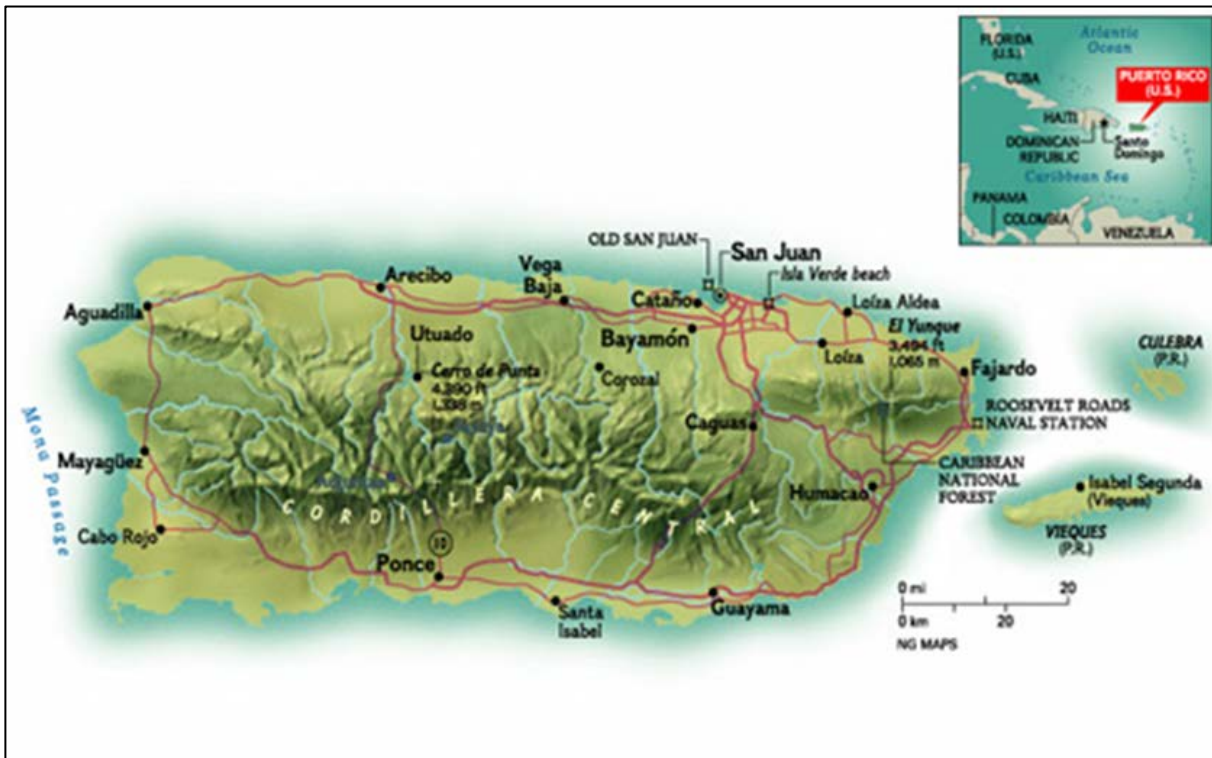 FLORIDA
(U.S.)
Atlantic
Ocean
CUBA
PUERTO RICO
(U.S.)
HAITI
DOMINICAN
REPUBLIC
Santo
Domingo
Caribbean Sea
PANAMA
COLOMBIA
VENEZUELA
OLD SAN JUAN
San Juan
Isla Verde beach
Aguadilla
Arecibo
Vega
Baja
Cataño
Bayamón
Loíza Aldea
El Yunque
3,494 ft
1,065 m
Loíza
Fajardo
CULEBRA
(P.R.)
Utuado
Cerro de Punta
4,390 ft
1,338 m
Corozal
Caguas
ROOSEVELT ROADS
NAVAL STATION
Mona Passage
Mayagüez
CORDILLERA CENTRAL
Humacao
CARIBBEAN
NATIONAL
FOREST
Isabel Segunda
(Vieques)
VIEQUES
(P.R.)
Cabo Rojo
10
Ponce
Santa
Isabel
Guayama
0 mi 20
0 km 20
NG MAPS